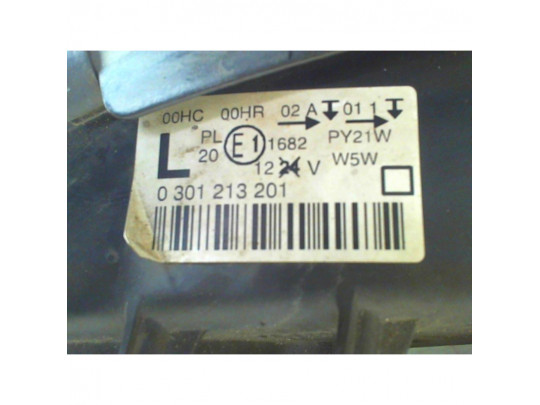 00HC 00HR 02 A 01 1
L PL E1 1682 PY21W
20 12 24 V W5W
0 301 213 201